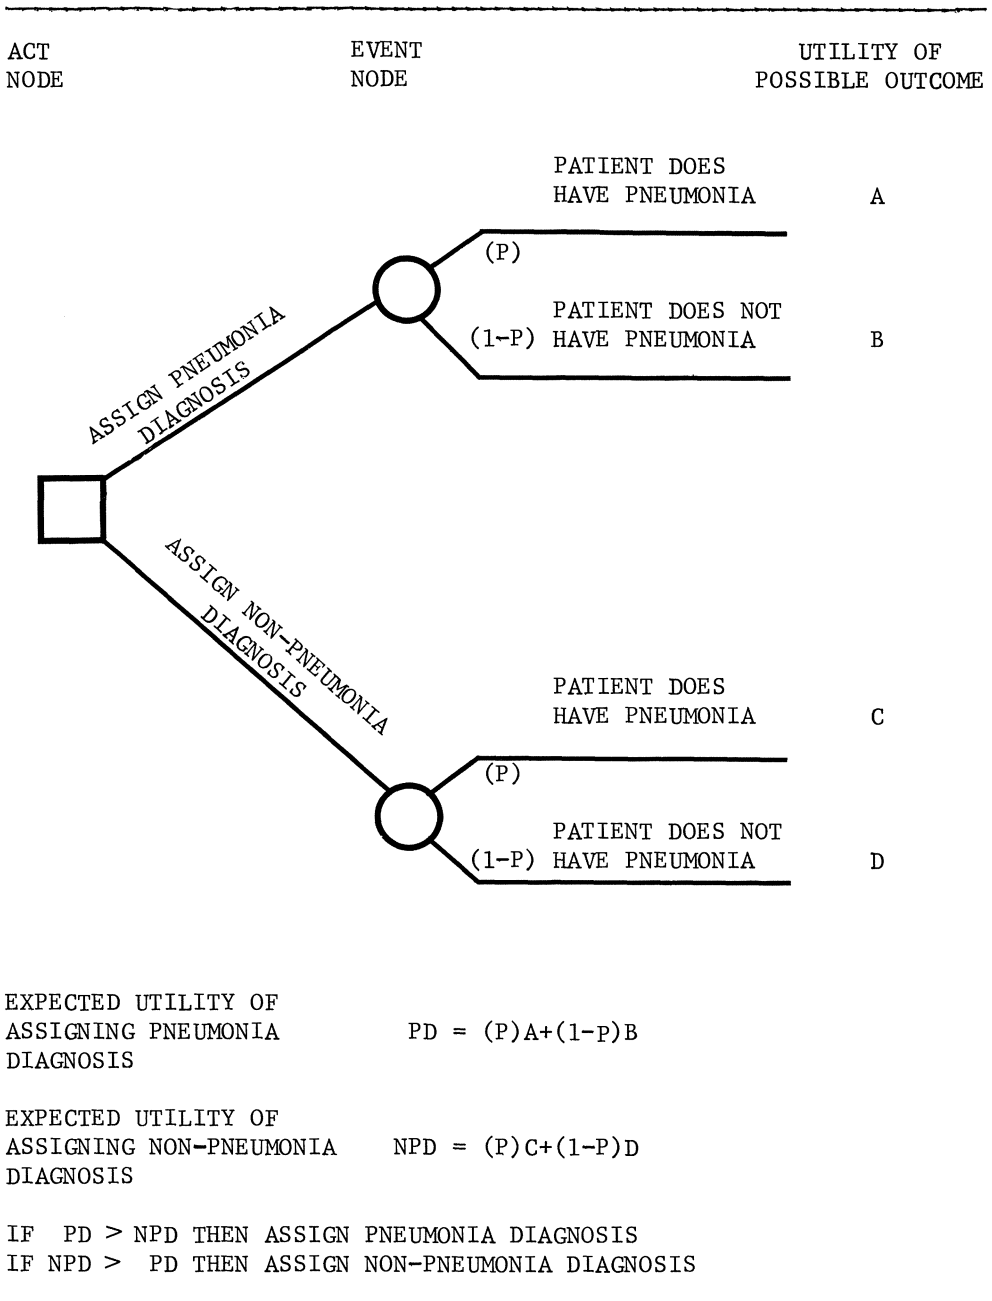 ACT EVENT UTILITY OF
NODE NODE POSSIBLE OUTCOME
PATIENT DOES
HAVE PNEUMONIA A
(P)
PATIENT DOES NOT
(1-P) HAVE PNEUMONIA B
ASSIGN PNEUMONIA
DIAGNOSIS
ASSIGN NON-PNEUMONIA
DIAGNOSIS
PATIENT DOES
HAVE PNEUMONIA C
(P)
PATIENT DOES NOT
(1-P) HAVE PNEUMONIA D
EXPECTED UTILITY OF
ASSIGNING PNEUMONIA PD = (P)A+(1-P)B
DIAGNOSIS
EXPECTED UTILITY OF
ASSIGNING NON-PNEUMONIA NPD = (P)C+(1-P)D
DIAGNOSIS
IF PD > NPD THEN ASSIGN PNEUMONIA DIAGNOSIS
IF NPD > PD THEN ASSIGN NON-PNEUMONIA DIAGNOSIS